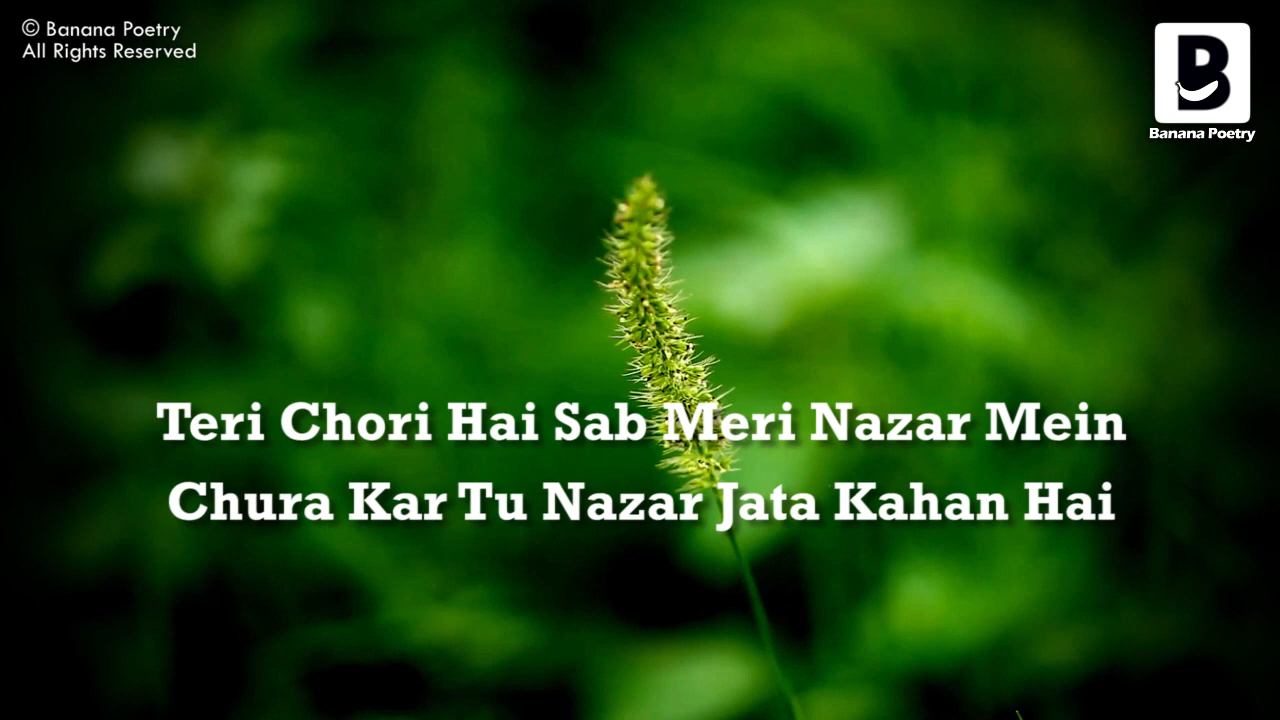 © Banana Poetry
All Rights Reserved
B
Banana Poetry
Teri Chori Hai Sab Meri Nazar Mein
Chura Kar Tu Nazar Jata Kahan Hai